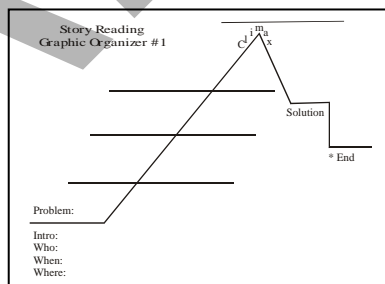 Story Reading
Graphic Organizer #1
Climax
Solution
* End
Problem:
Intro:
Who:
When:
Where: